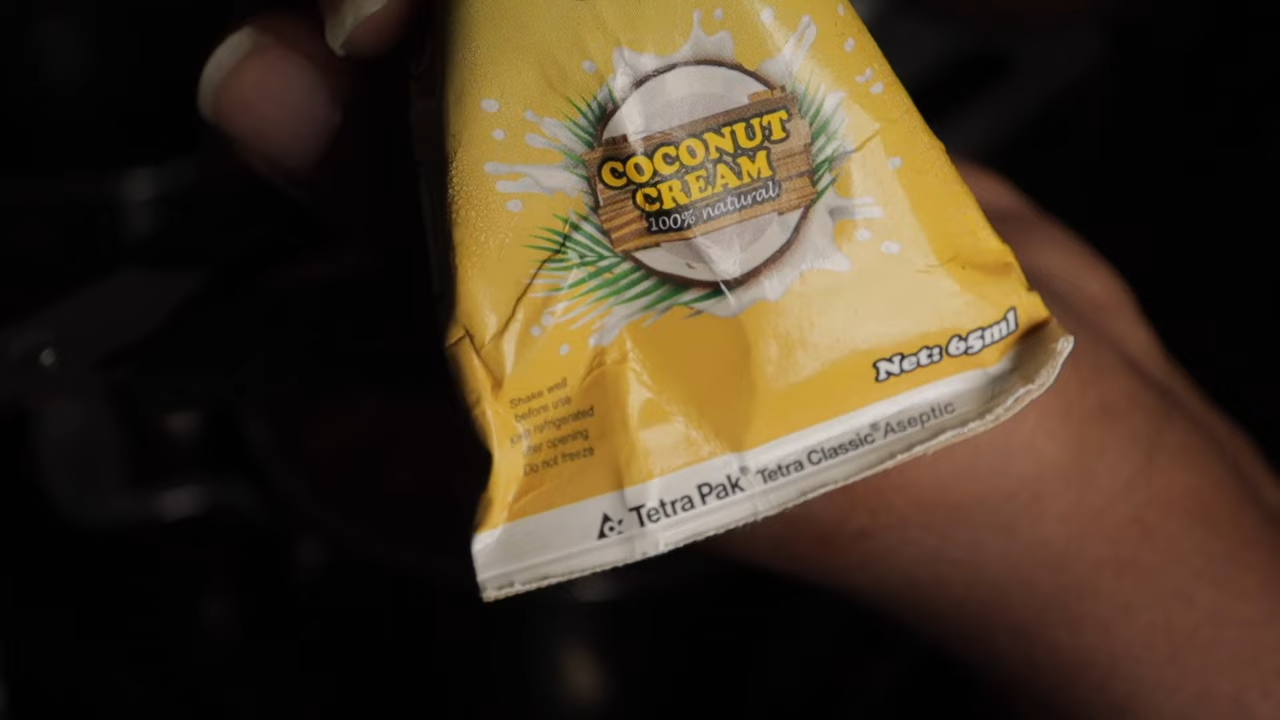 COCONUT
CREAM
100% natural
Net: 65ml
Shake well
before use
Keep refrigerated
after opening
Do not freeze
Tetra Pak® Tetra Classic® Aseptic